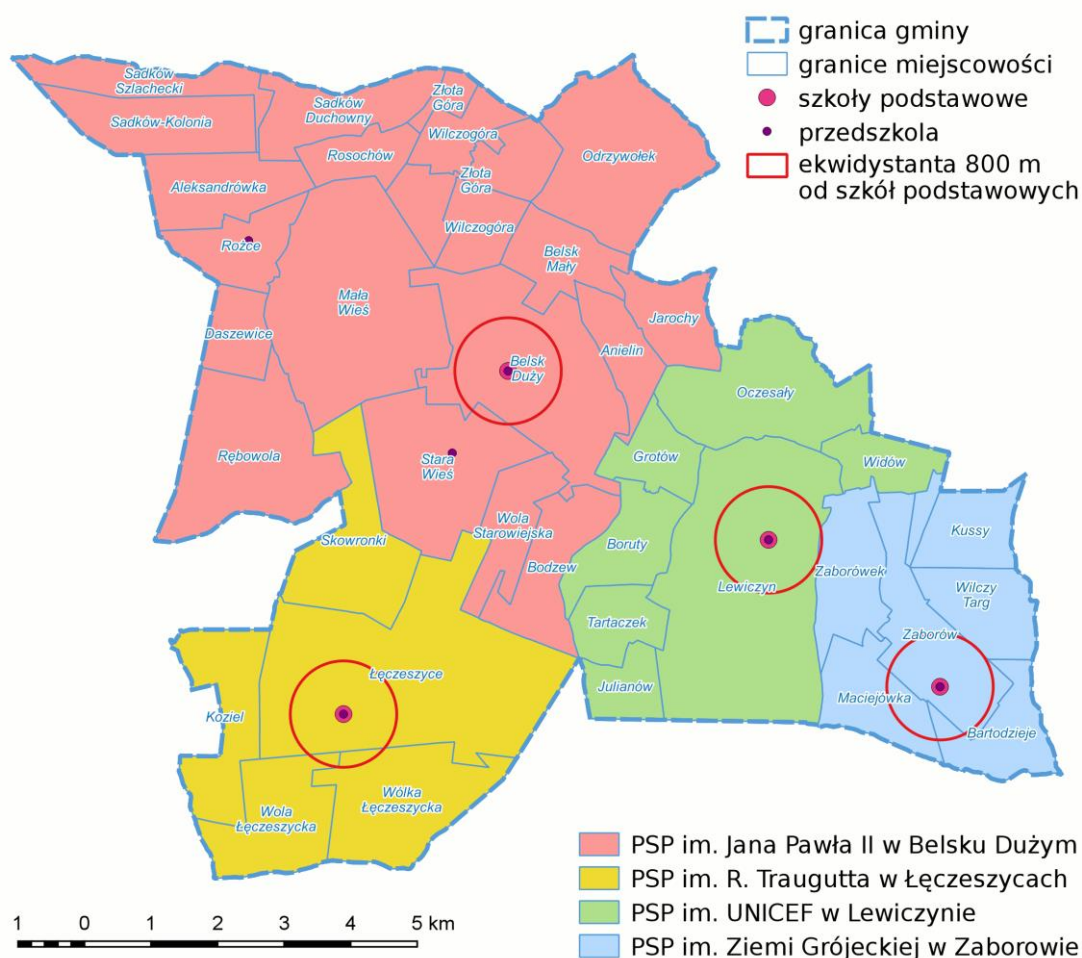 granica gminy
granice miejscowości
szkoły podstawowe
przedszkola
ekwidystanta 800 m
od szkół podstawowych
Sadków
Szlachecki
Sadków-Kolonia
Sadków
Duchowny
Złota
Góra
Wilczogóra
Rosochów
Odrzywołek
Aleksandrówka
Złota
Góra
Wilczogóra
Rożce
Belsk
Mały
Mała
Wieś
Jarochy
Daszewice
Anielin
Belsk
Duży
Oczesały
Rębowola
Stara
Wieś
Grotów
Widów
Wola
Starowiejska
Skowronki
Boruty
Bodzew
Kussy
Zaborówek
Lewiczyn
Wilczy
Targ
Tartaczek
Zaborów
Łęczeszyce
Julianów
Maciejówka
Koziel
Bartodzieje
Wólka
Łęczeszycka
Wola
Łęczeszycka
PSP im. Jana Pawła II w Belsku Dużym
PSP im. R. Traugutta w Łęczeszycach
PSP im. UNICEF w Lewiczynie
PSP im. Ziemi Grójeckiej w Zaborowie
1 0 1 2 3 4 5 km